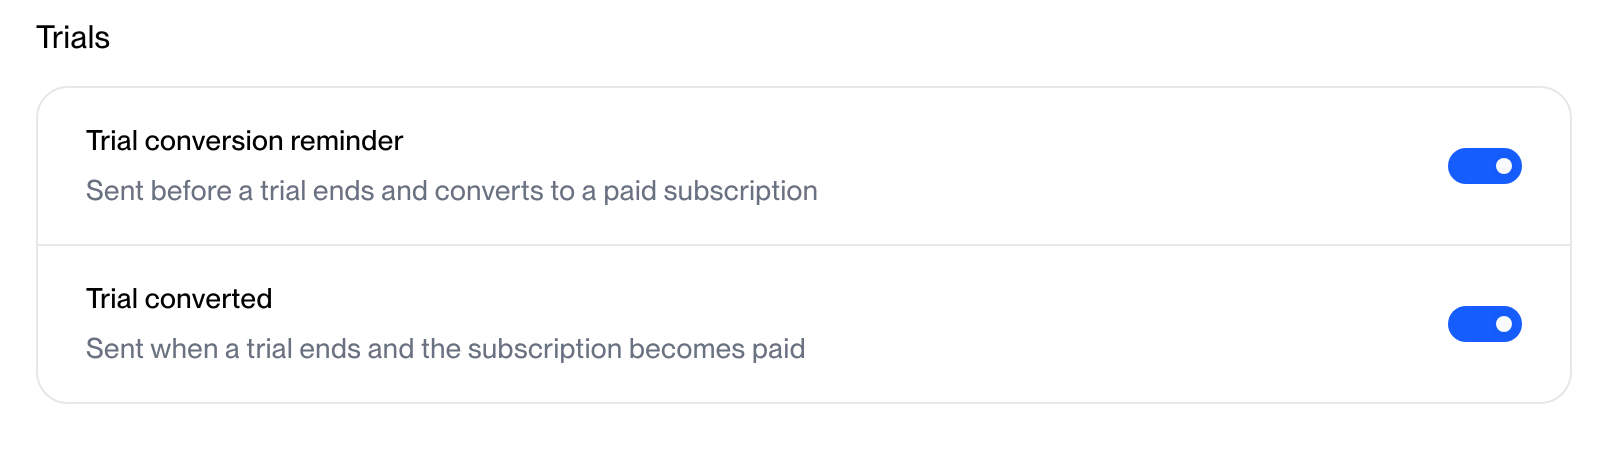 Trials
Trial conversion reminder
Sent before a trial ends and converts to a paid subscription
Trial converted
Sent when a trial ends and the subscription becomes paid